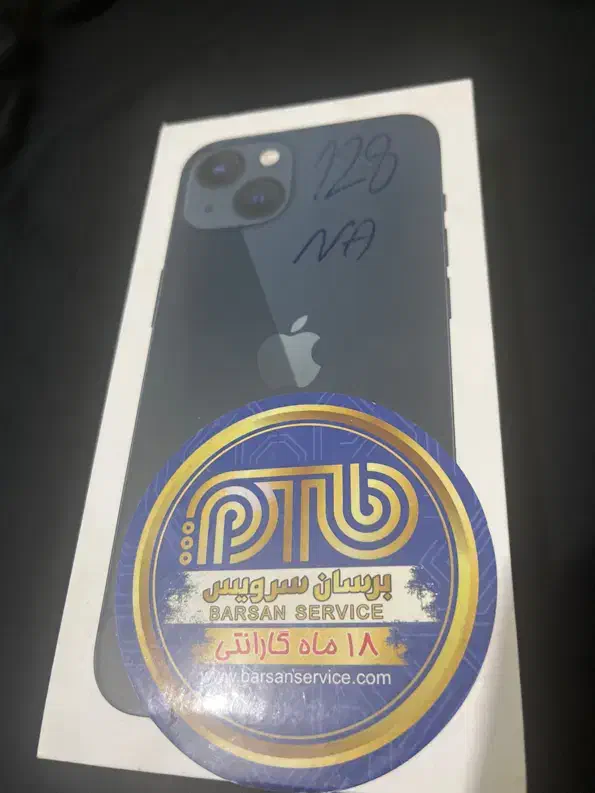 128
NA
برسان سرویس
BARSAN SERVICE
۱۸ ماه گارانتی
www.barsanservice.com